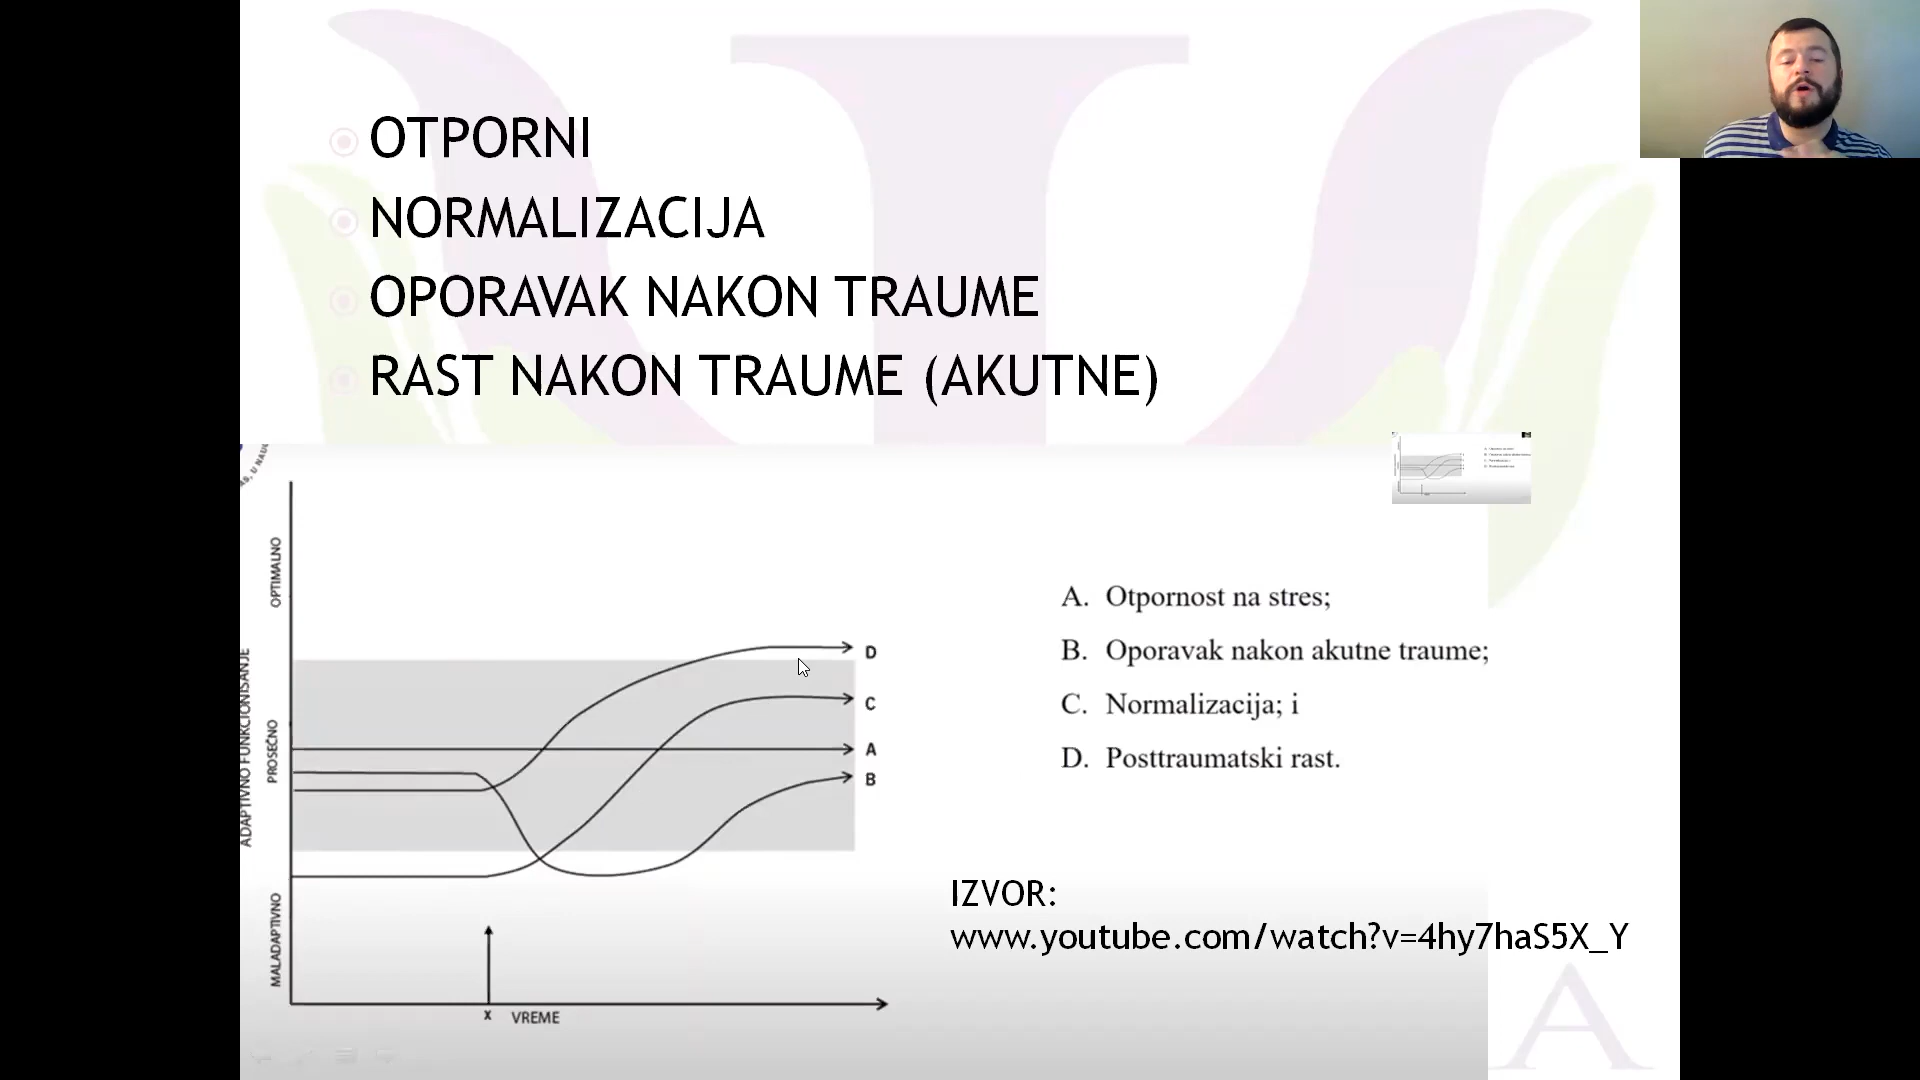 OTPORNI
NORMALIZACIJA
OPORAVAK NAKON TRAUME
RAST NAKON TRAUME (AKUTNE)
OPTIMALNO
ADAPTIVNO FUNKCIONISANJE
PROSEČNO
MALADAPTIVNO
D
C
A
B
X VREME
A. Otpornost na stres;
B. Oporavak nakon akutne traume;
C. Normalizacija; i
D. Posttraumatski rast.
IZVOR:
www.youtube.com/watch?v=4hy7haS5X_Y
A